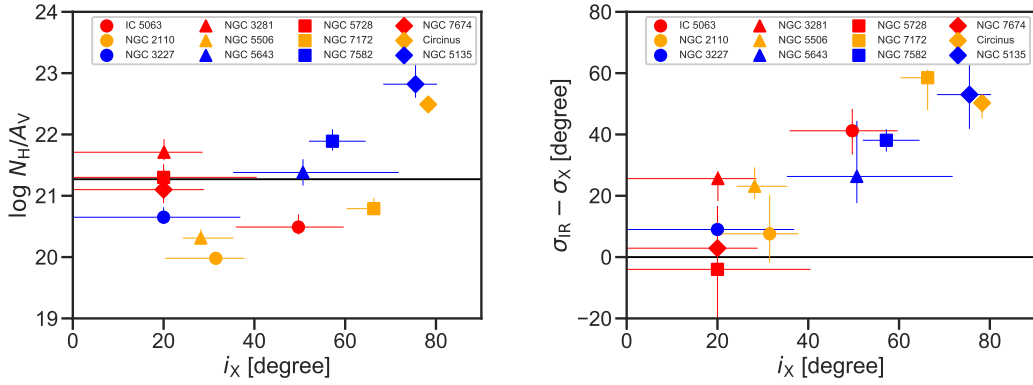 IC 5063 NGC 3281 NGC 5728 NGC 7674
NGC 2110 NGC 5506 NGC 7172 Circinus
NGC 3227 NGC 5643 NGC 7582 NGC 5135
24
23
22
21
20
19
log N_H/A_V
0 20 40 60 80
i_X [degree]
IC 5063 NGC 3281 NGC 5728 NGC 7674
NGC 2110 NGC 5506 NGC 7172 Circinus
NGC 3227 NGC 5643 NGC 7582 NGC 5135
80
60
40
20
0
−20
σ_IR − σ_X [degree]
0 20 40 60 80
i_X [degree]